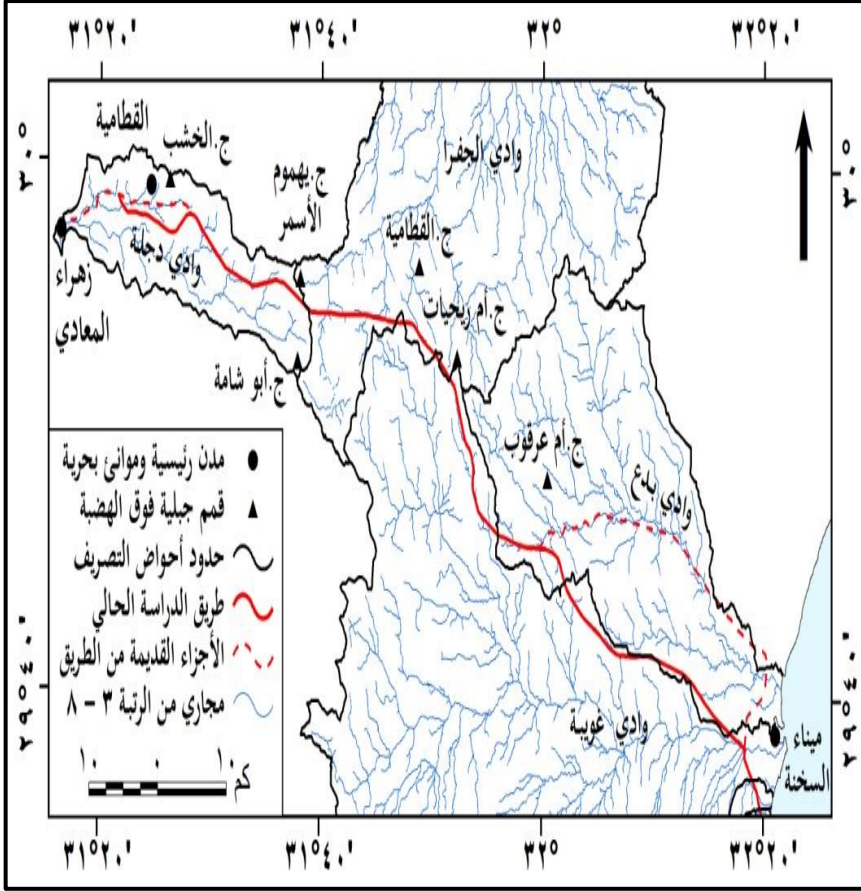 ٣١°٢٠' ٣١°٤٠' ٣٢° ٣٢°٢٠'
٣٠°
٣٠°
القطامية
ج.الخشب
ج.يهموم
الأسمر
وادي الجفرا
ج.القطامية
وادي دجلة
زهراء
المعادي
ج.أم ريحيات
ج.أبو شامة
ج.أم عرقوب
وادي بدع
مدن رئيسية وموانئ بحرية
قمم جبلية فوق الهضبة
حدود أحواض التصريف
طريق الدراسة الحالي
الأجزاء القديمة من الطريق
مجاري من الرتبة ٣ – ٨
١٠ ٠ ١٠ كم
وادي غويبة
ميناء
السخنة
٢٩°٤٠'
٢٩°٤٠'
٣١°٢٠' ٣١°٤٠' ٣٢° ٣٢°٢٠'